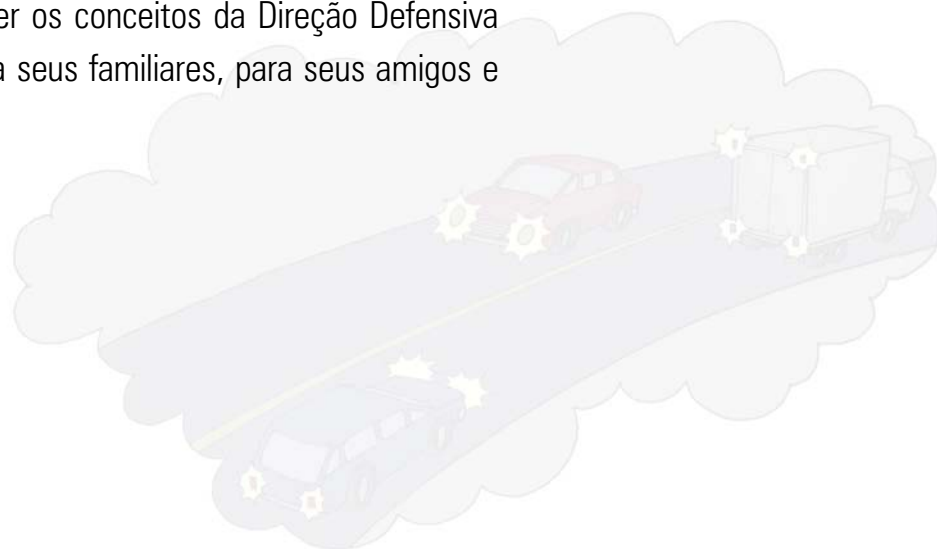 er os conceitos da Direção Defensiva
a seus familiares, para seus amigos e